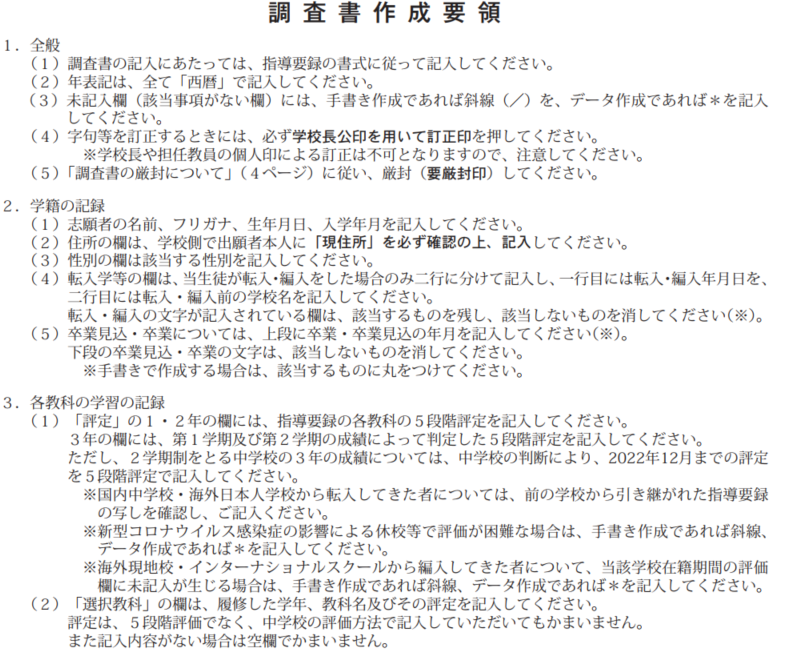 調査書作成要領
1．全般
（1）調査書の記入にあたっては、指導要録の書式に従って記入してください。
（2）年表記は、全て「西暦」で記入してください。
（3）未記入欄（該当事項がない欄）には、手書き作成であれば斜線（／）を、データ作成であれば＊を記入
してください。
（4）字句等を訂正するときには、必ず学校長公印を用いて訂正印を押してください。
※学校長や担任教員の個人印による訂正は不可となりますので、注意してください。
（5）「調査書の厳封について」（4ページ）に従い、厳封（要厳封印）してください。
2．学籍の記録
（1）志願者の名前、フリガナ、生年月日、入学年月を記入してください。
（2）住所の欄は、学校側で出願者本人に「現住所」を必ず確認の上、記入してください。
（3）性別の欄は該当する性別を記入してください。
（4）転入学等の欄は、当生徒が転入・編入をした場合のみ二行に分けて記入し、一行目には転入・編入年月日を、
二行目には転入・編入前の学校名を記入してください。
転入・編入の文字が記入されている欄は、該当するものを残し、該当しないものを消してください（※）。
（5）卒業見込・卒業については、上段に卒業・卒業見込の年月を記入してください（※）。
下段の卒業見込・卒業の文字は、該当しないものを消してください。
※手書きで作成する場合は、該当するものに丸をつけてください。
3．各教科の学習の記録
（1）「評定」の1・2年の欄には、指導要録の各教科の5段階評定を記入してください。
3年の欄には、第1学期及び第2学期の成績によって判定した5段階評定を記入してください。
ただし、2学期制をとる中学校の3年の成績については、中学校の判断により、2022年12月までの評定
を5段階評定で記入してください。
※国内中学校・海外日本人学校から転入してきた者については、前の学校から引き継がれた指導要録
の写しを確認し、ご記入ください。
※新型コロナウイルス感染症の影響による休校等で評価が困難な場合は、手書き作成であれば斜線、
データ作成であれば＊を記入してください。
※海外現地校・インターナショナルスクールから編入してきた者について、当該学校在籍期間の評価
欄に未記入が生じる場合は、手書き作成であれば斜線、データ作成であれば＊を記入してください。
（2）「選択教科」の欄は、履修した学年、教科名及びその評定を記入してください。
評定は、5段階評価でなく、中学校の評価方法で記入していただいてもかまいません。
また記入内容がない場合は空欄でかまいません。